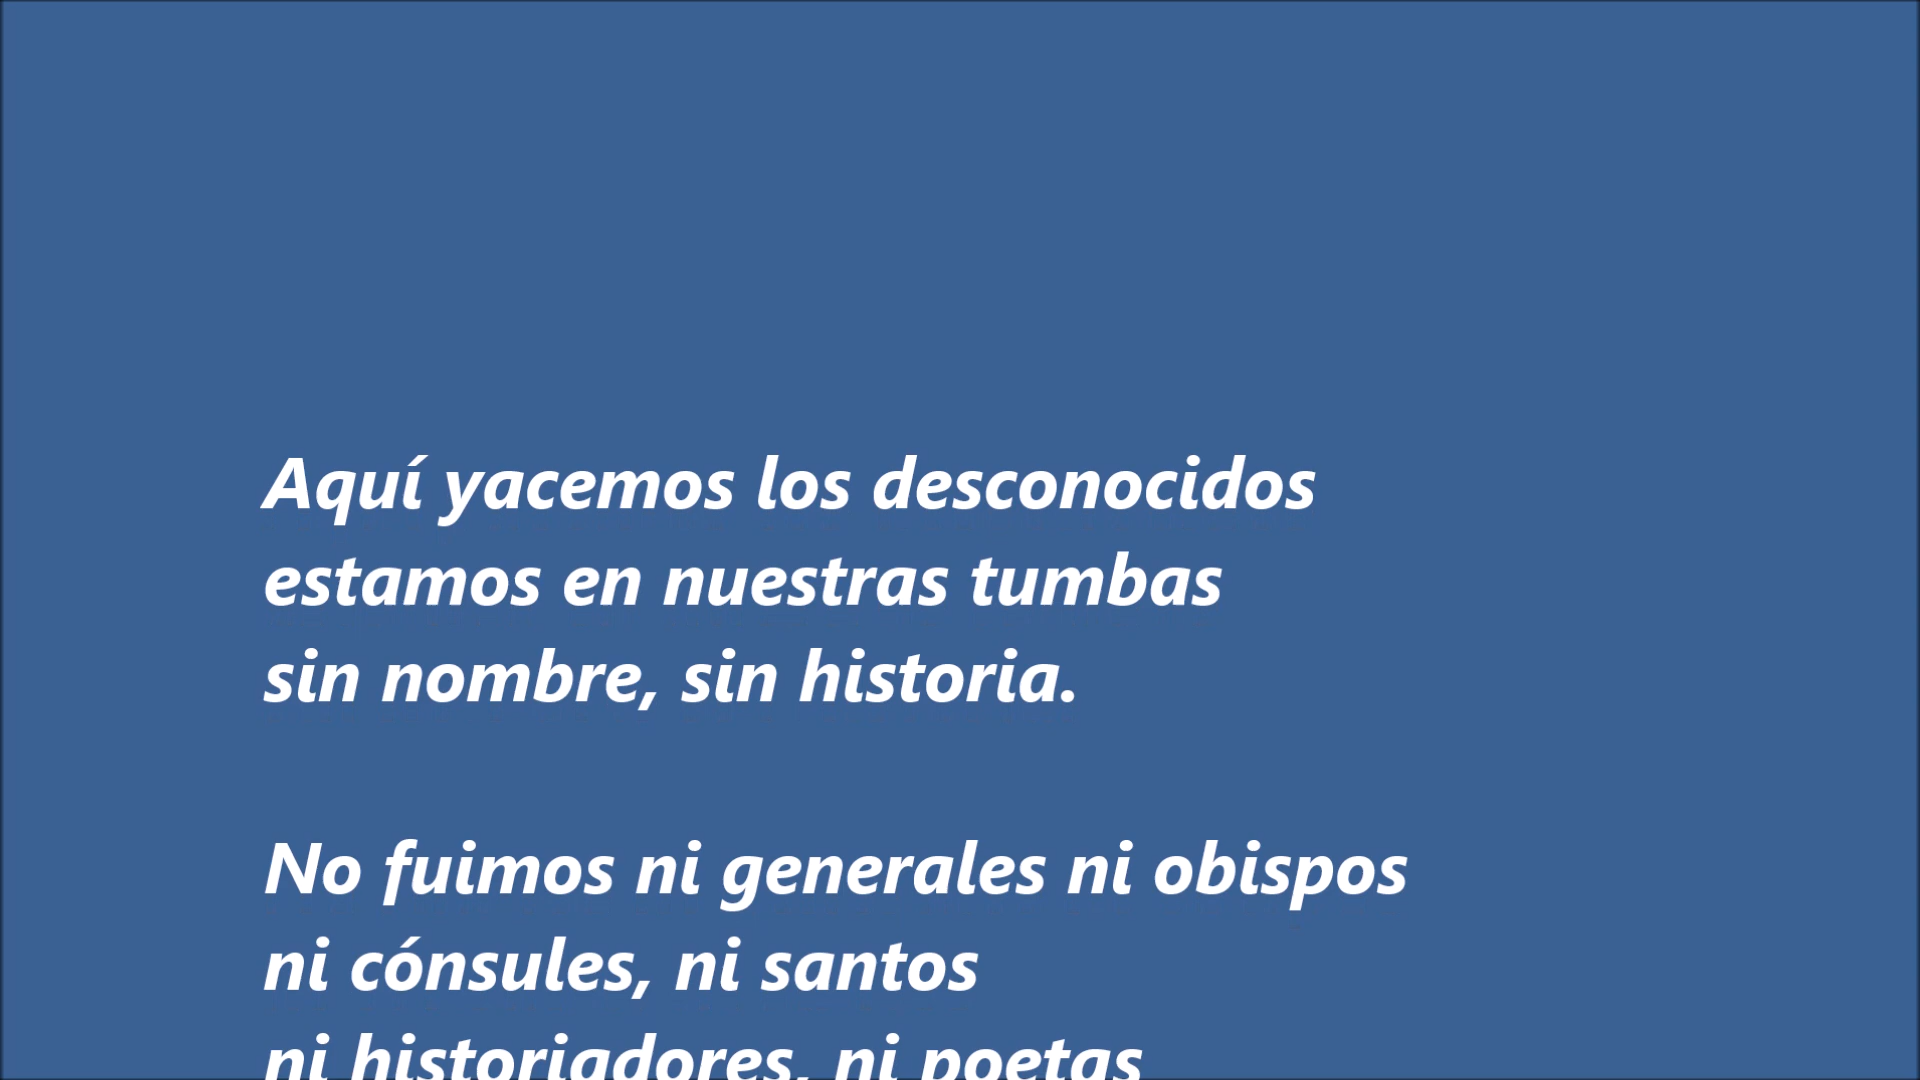 Aquí yacemos los desconocidos
estamos en nuestras tumbas
sin nombre, sin historia.
No fuimos ni generales ni obispos
ni cónsules, ni santos
ni historiadores, ni poetas